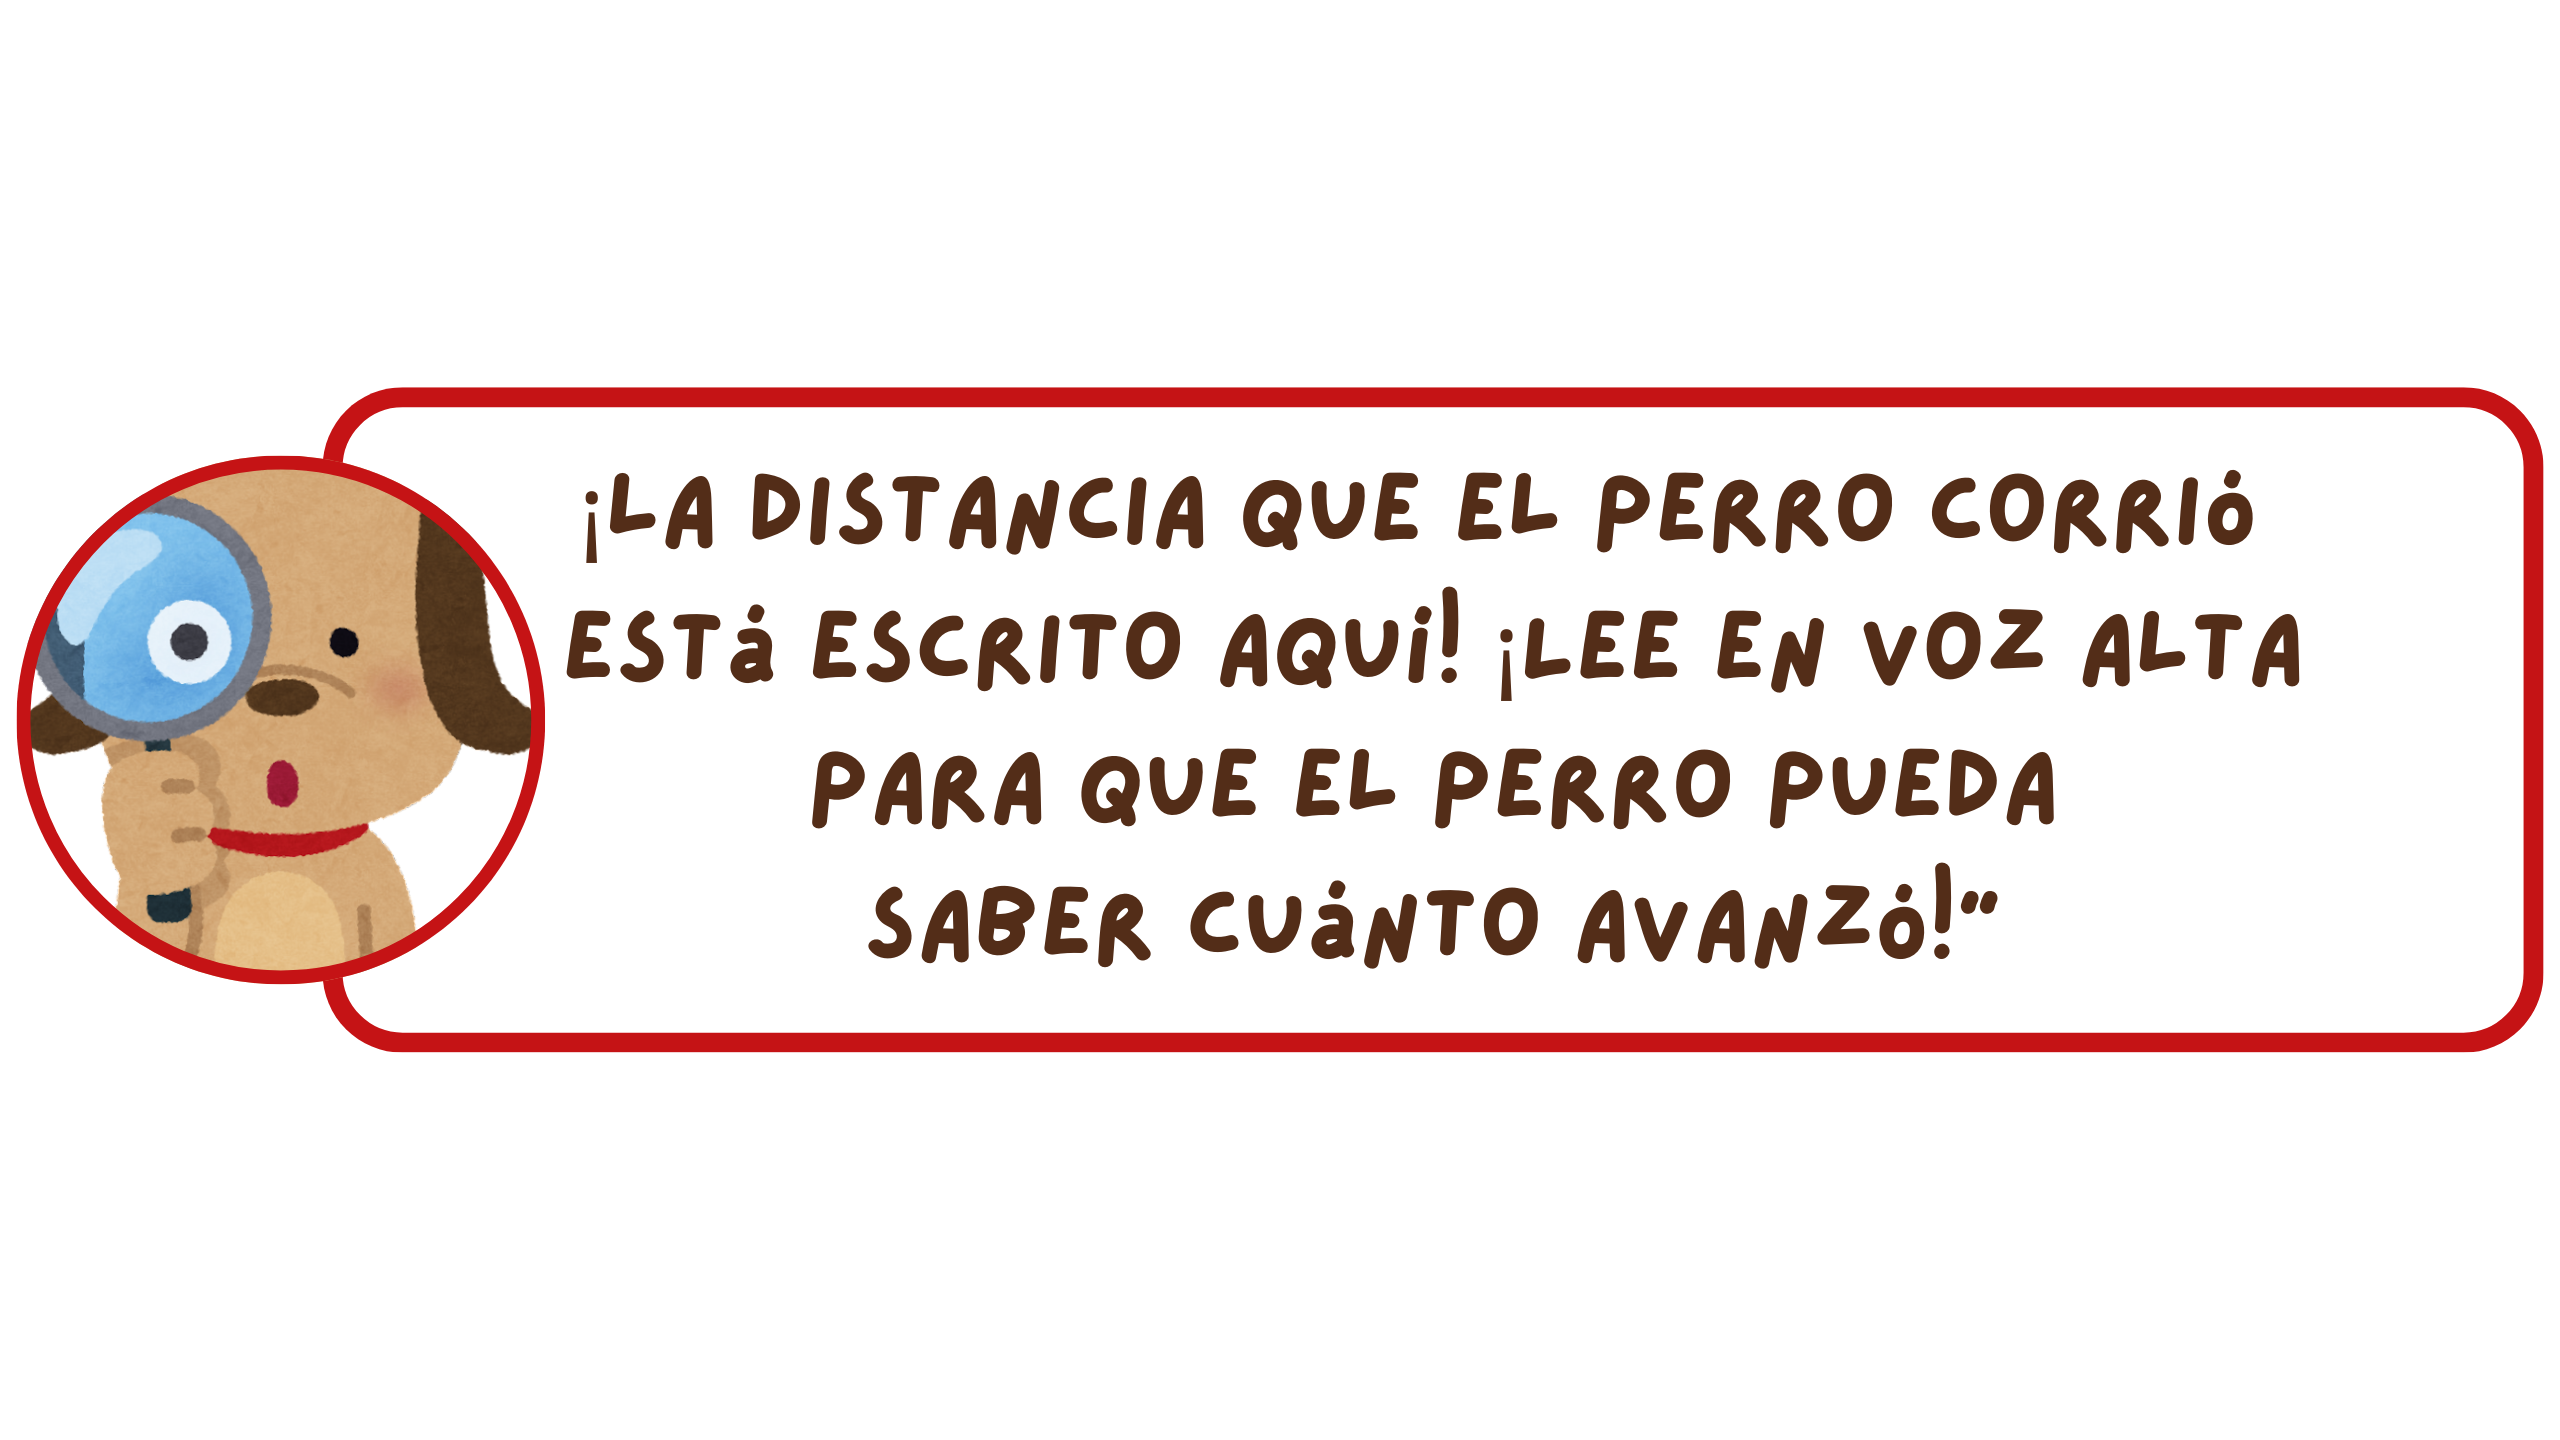 ¡LA DISTANCIA QUE EL PERRO CORRIó
ESTá ESCRITO AQUÍ! ¡LEE EN VOZ ALTA
PARA QUE EL PERRO PUEDA
SABER CUáNTO AVANZó!”